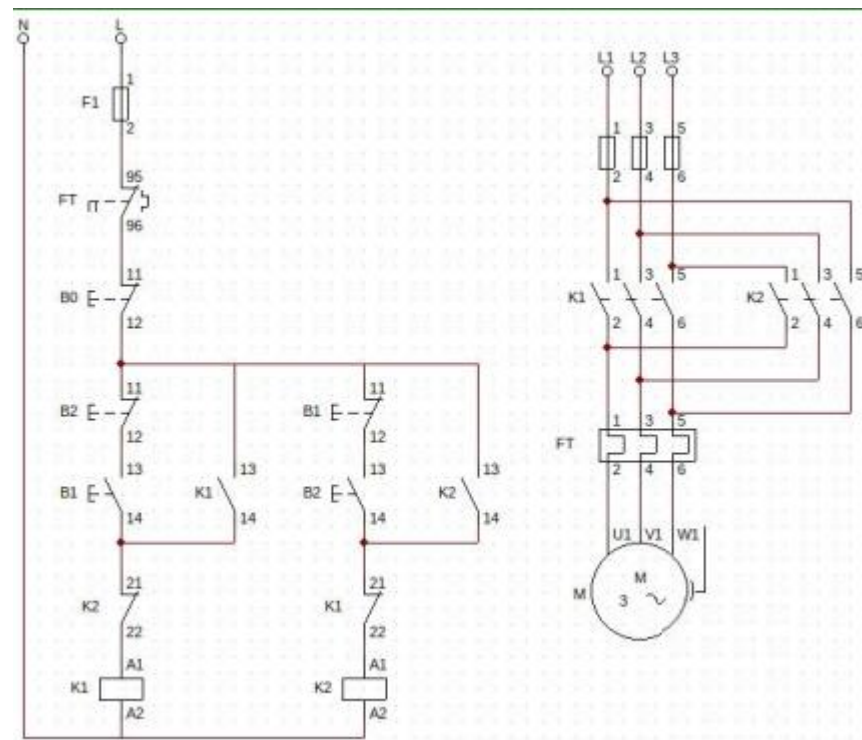 N L
L1 L2 L3
1
F1
2
1 3 5
2 4 6
95
FT
96
11
B0
12
1 3 5 1 3 5
K1 K2
2 4 6 2 4 6
11 11
B2 B1
12 12
1 3 5
FT
2 4 6
13 13 13 13
B1 K1 B2 K2
14 14 14 14
U1 V1 W1
M
M 3
21 21
K2 K1
22 22
A1 A1
K1 K2
A2 A2